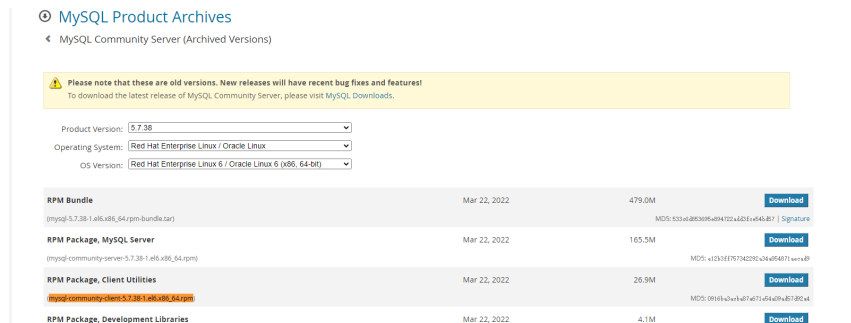 MySQL Product Archives
MySQL Community Server (Archived Versions)
Please note that these are old versions. New releases will have recent bug fixes and features!
To download the latest release of MySQL Community Server, please visit MySQL Downloads.
Product Version: 5.7.38
Operating System: Red Hat Enterprise Linux / Oracle Linux
OS Version: Red Hat Enterprise Linux 6 / Oracle Linux 6 (x86, 64-bit)
RPM Bundle Mar 22, 2022 479.0M Download
(mysql-5.7.38-1.el6.x86_64.rpm-bundle.tar) MD5: | Signature
RPM Package, MySQL Server Mar 22, 2022 165.5M Download
(mysql-community-server-5.7.38-1.el6.x86_64.rpm) MD5:
RPM Package, Client Utilities Mar 22, 2022 26.9M Download
(mysql-community-client-5.7.38-1.el6.x86_64.rpm) MD5:
RPM Package, Development Libraries Mar 22, 2022 4.1M Download